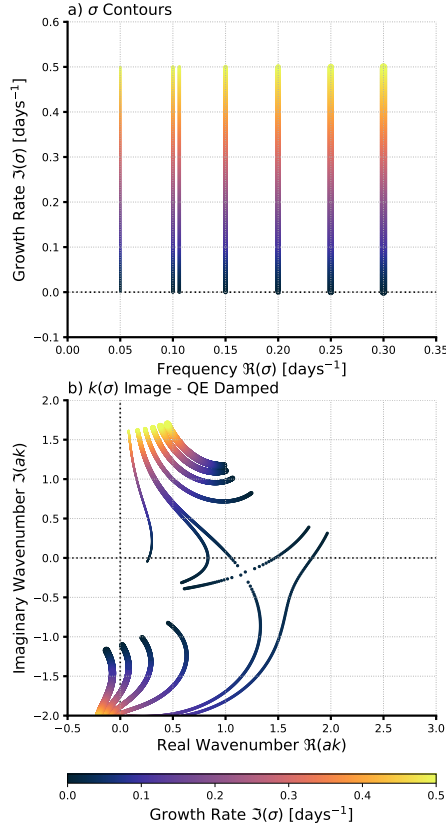 a) σ Contours
0.6
0.5
0.4
0.3
0.2
0.1
0.0
−0.1
Growth Rate ℑ(σ) [days⁻¹]
0.00 0.05 0.10 0.15 0.20 0.25 0.30 0.35
Frequency ℜ(σ) [days⁻¹]
b) k(σ) Image - QE Damped
2.0
1.5
1.0
0.5
0.0
−0.5
−1.0
−1.5
−2.0
Imaginary Wavenumber ℑ(ak)
−0.5 0.0 0.5 1.0 1.5 2.0 2.5 3.0
Real Wavenumber ℜ(ak)
0.0 0.1 0.2 0.3 0.4 0.5
Growth Rate ℑ(σ) [days⁻¹]